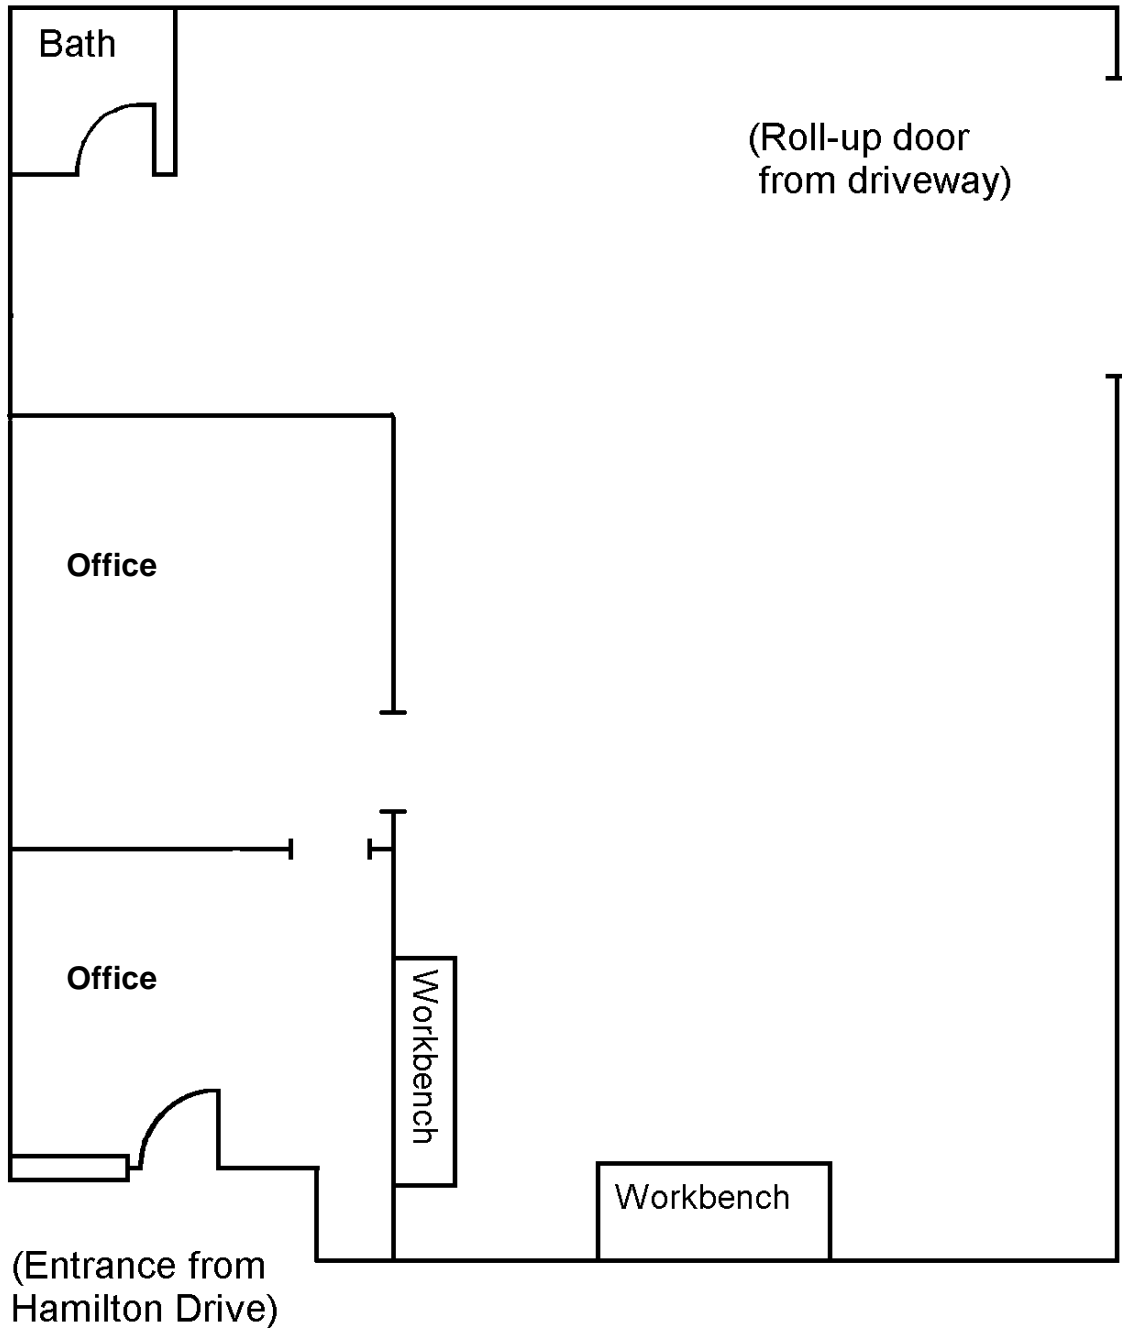 Bath
(Roll-up door
from driveway)
Office
Office
Workbench
Workbench
(Entrance from
Hamilton Drive)